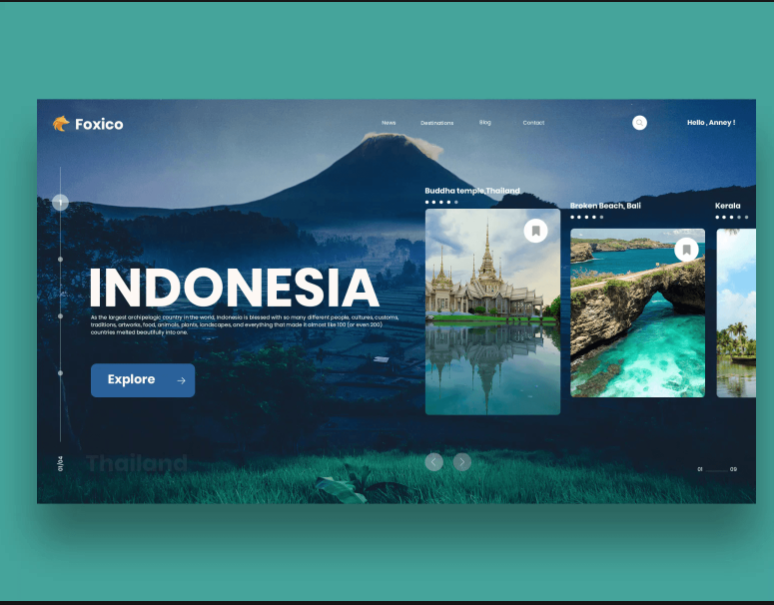 Foxico
News
Destinations
Blog
Contact
Hello , Annoy !
Buddha temple,Thailand.
Broken Beach, Bali
Kerala
INDONESIA
As the largest archipelagic country in the world, Indonesia is blessed with so many different people, cultures, customs,
traditions, artworks, food, animals, plants, landscapes, and everything that made it almost like 100 (or even 200)
countries melted beautifully into one.
Explore
Thailand
01/04
01
09